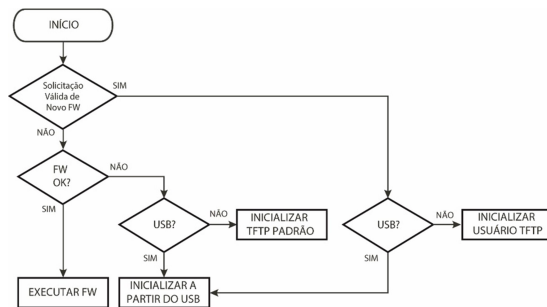 INÍCIO
Solicitação
Válida de
Novo FW
SIM
NÃO
FW
OK?
NÃO
SIM
USB?
NÃO
SIM
INICIALIZAR
TFTP PADRÃO
USB?
NÃO
SIM
INICIALIZAR
USUÁRIO TFTP
EXECUTAR FW
INICIALIZAR A
PARTIR DO USB